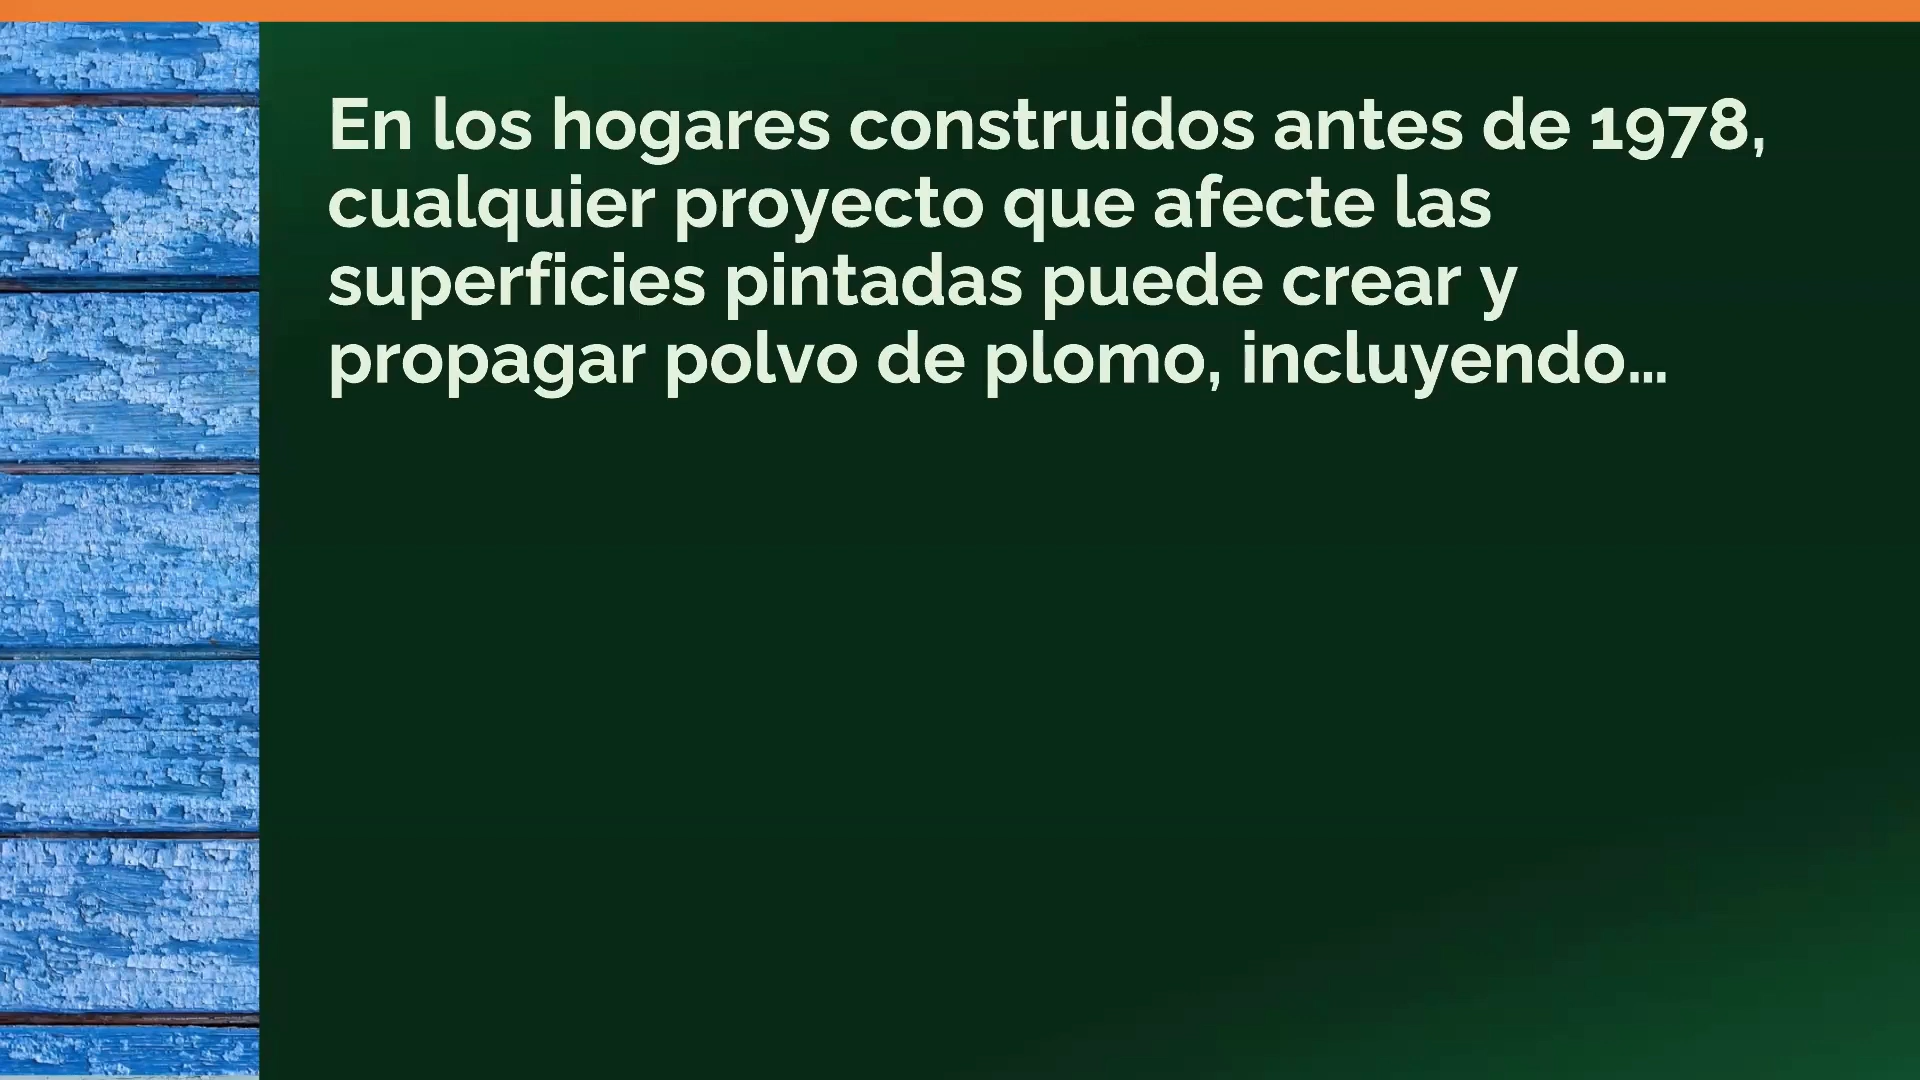 En los hogares construidos antes de 1978,
cualquier proyecto que afecte las
superficies pintadas puede crear y
propagar polvo de plomo, incluyendo...